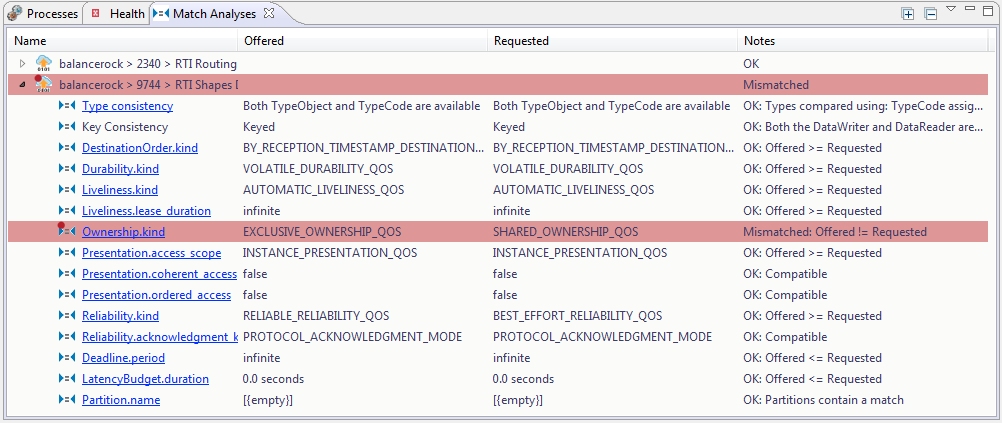 Processes Health Match Analyses
Name Offered Requested Notes
balancerock > 2340 > RTI Routing OK
balancerock > 9744 > RTI Shapes D Mismatched
Type consistency Both TypeObject and TypeCode are available Both TypeObject and TypeCode are available OK: Types compared using: TypeCode assig...
Key Consistency Keyed Keyed OK: Both the DataWriter and DataReader are...
DestinationOrder.kind BY_RECEPTION_TIMESTAMP_DESTINATION... BY_RECEPTION_TIMESTAMP_DESTINATION... OK: Offered >= Requested
Durability.kind VOLATILE_DURABILITY_QOS VOLATILE_DURABILITY_QOS OK: Offered >= Requested
Liveliness.kind AUTOMATIC_LIVELINESS_QOS AUTOMATIC_LIVELINESS_QOS OK: Offered >= Requested
Liveliness.lease_duration infinite infinite OK: Offered >= Requested
Ownership.kind EXCLUSIVE_OWNERSHIP_QOS SHARED_OWNERSHIP_QOS Mismatched: Offered != Requested
Presentation.access_scope INSTANCE_PRESENTATION_QOS INSTANCE_PRESENTATION_QOS OK: Offered >= Requested
Presentation.coherent_access false false OK: Compatible
Presentation.ordered_access false false OK: Compatible
Reliability.kind RELIABLE_RELIABILITY_QOS BEST_EFFORT_RELIABILITY_QOS OK: Offered >= Requested
Reliability.acknowledgment_k PROTOCOL_ACKNOWLEDGMENT_MODE PROTOCOL_ACKNOWLEDGMENT_MODE OK: Compatible
Deadline.period infinite infinite OK: Offered <= Requested
LatencyBudget.duration 0.0 seconds 0.0 seconds OK: Offered <= Requested
Partition.name [{empty}] [{empty}] OK: Partitions contain a match